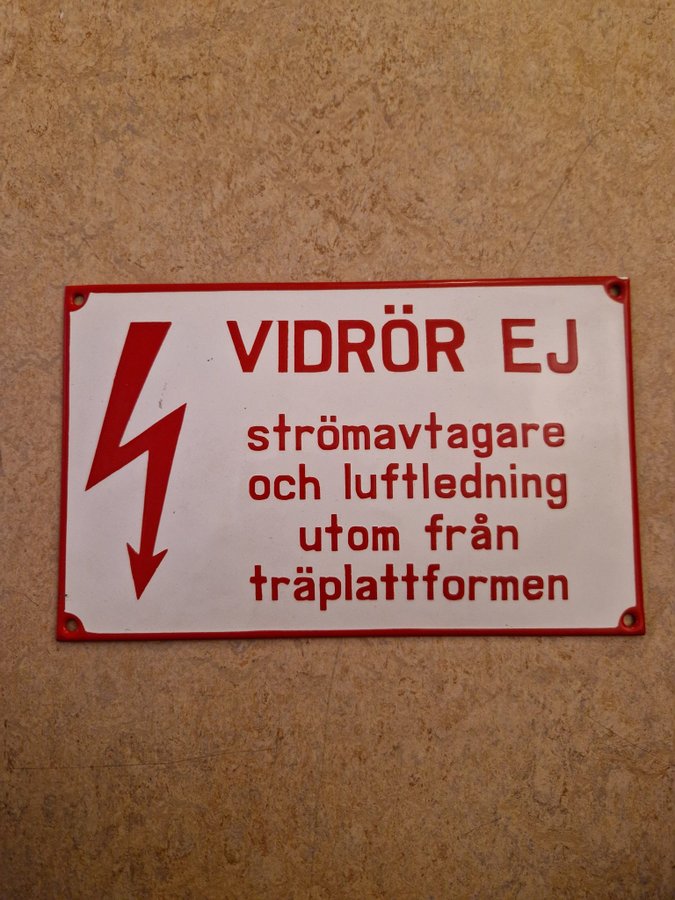 VIDRÖR EJ
strömavtagare
och luftledning
utom från
träplattformen